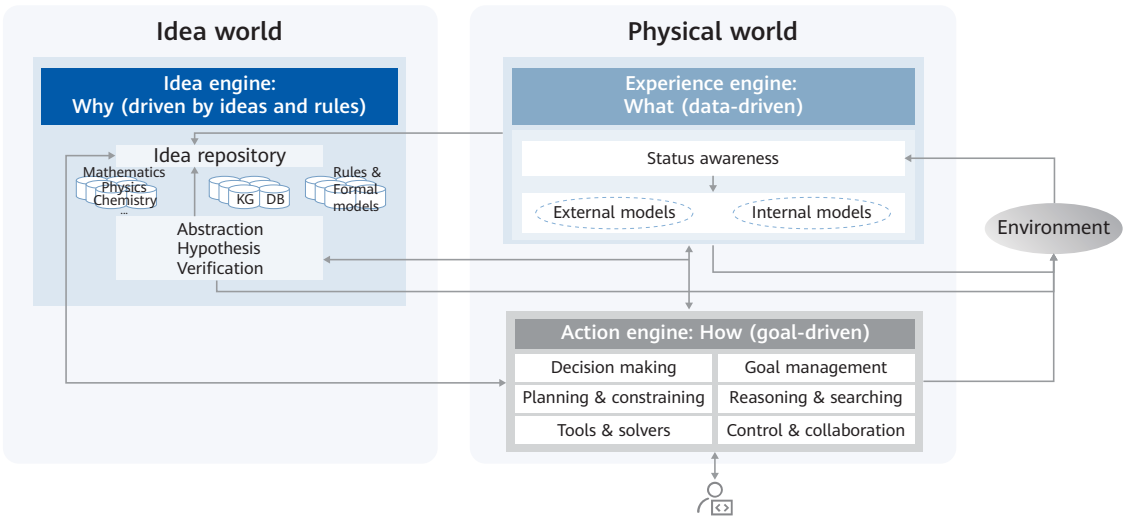 Idea world
Idea engine:
Why (driven by ideas and rules)
Idea repository
Mathematics
Physics
Chemistry
...
KG
DB
Rules &
Formal
models
Abstraction
Hypothesis
Verification
Physical world
Experience engine:
What (data-driven)
Status awareness
External models
Internal models
Environment
Action engine: How (goal-driven)
Decision making
Goal management
Planning & constraining
Reasoning & searching
Tools & solvers
Control & collaboration